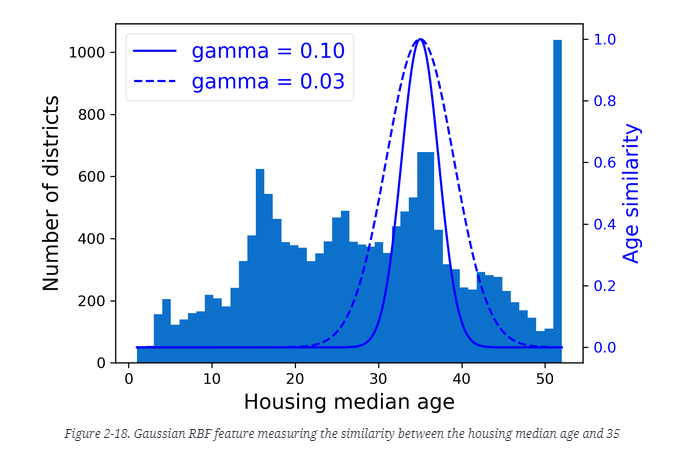 gamma = 0.10
gamma = 0.03
1000
800
600
400
200
0
Number of districts
1.0
0.8
0.6
0.4
0.2
0.0
Age similarity
0 10 20 30 40 50
Housing median age
Figure 2-18. Gaussian RBF feature measuring the similarity between the housing median age and 35